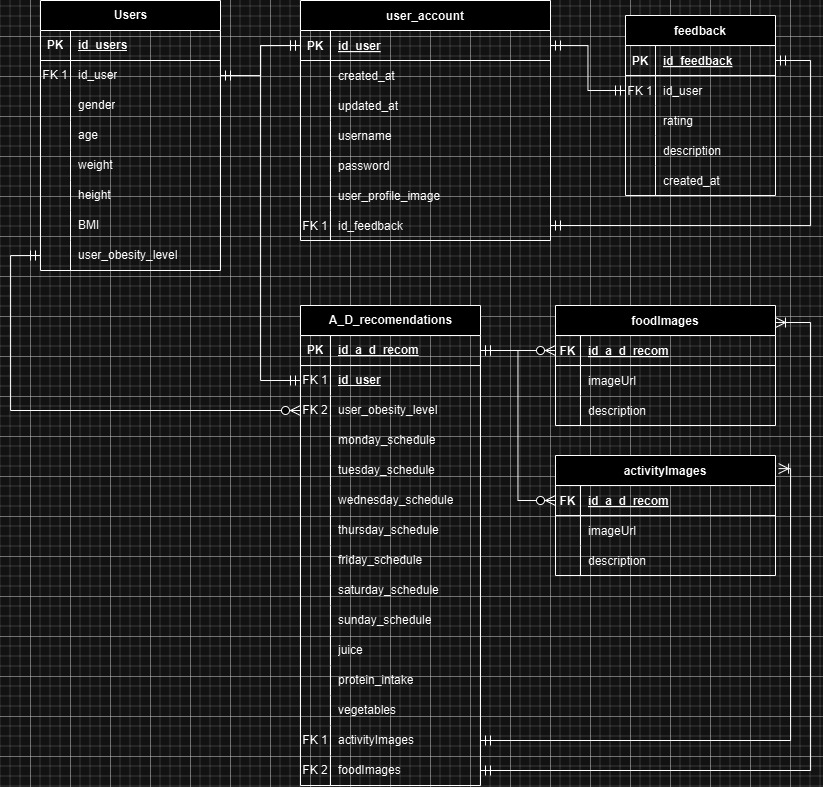 Users
PK id_users
FK 1 id_user
gender
age
weight
height
BMI
user_obesity_level
user_account
PK id_user
created_at
updated_at
username
password
user_profile_image
FK 1 id_feedback
feedback
PK id_feedback
FK 1 id_user
rating
description
created_at
A_D_recomendations
PK id_a_d_recom
FK 1 id_user
FK 2 user_obesity_level
monday_schedule
tuesday_schedule
wednesday_schedule
thursday_schedule
friday_schedule
saturday_schedule
sunday_schedule
juice
protein_intake
vegetables
FK 1 activityImages
FK 2 foodImages
foodImages
FK id_a_d_recom
imageUrl
description
activityImages
FK id_a_d_recom
imageUrl
description